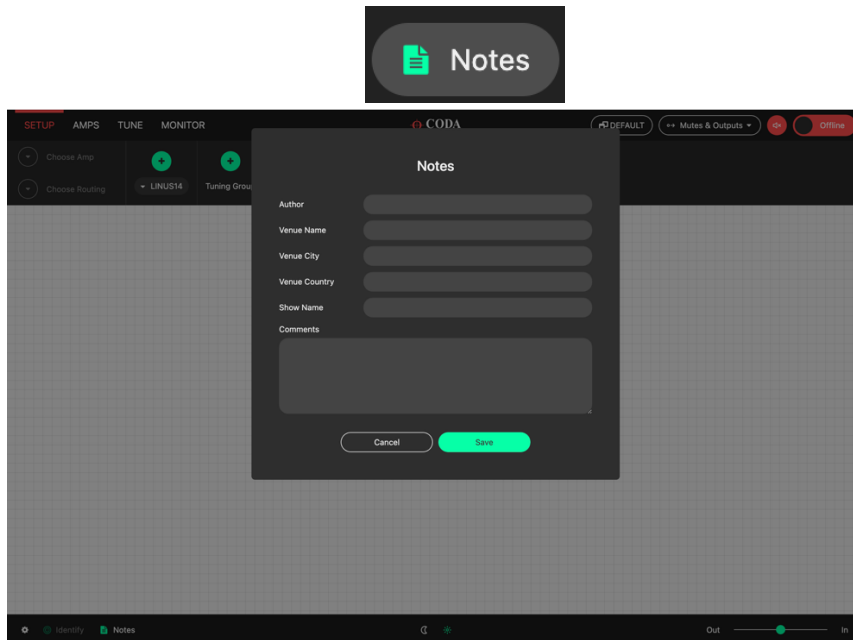 Notes
SETUP AMPS TUNE MONITOR CODA DEFAULT Mutes & Outputs Offline
Choose Amp
Choose Routing LINUS14 Tuning Grou
Notes
Author
Venue Name
Venue City
Venue Country
Show Name
Comments
Cancel Save
Identify Notes Out In